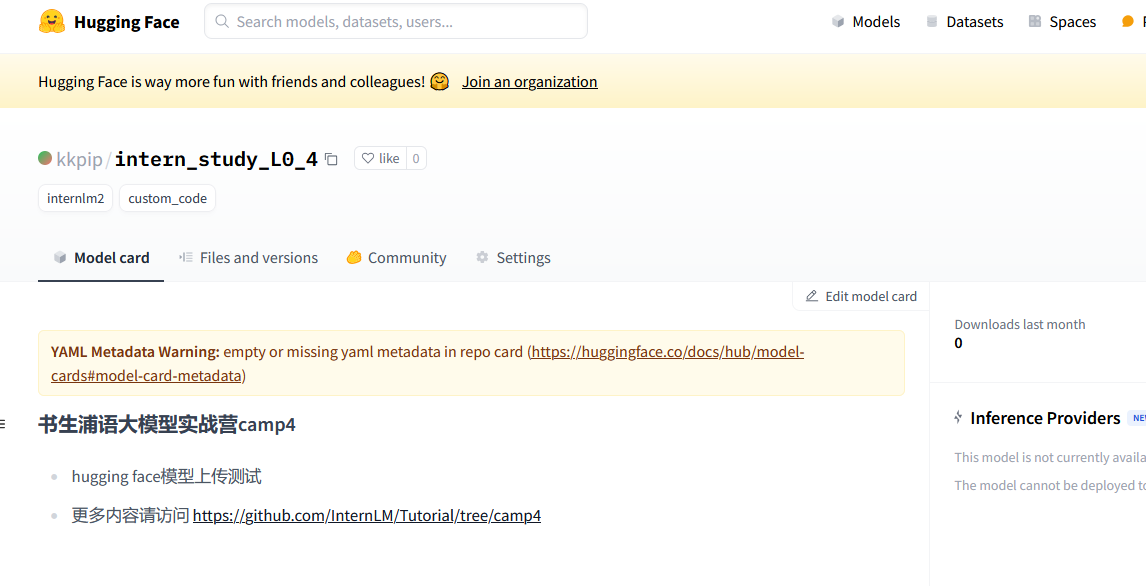 Hugging Face
Search models, datasets, users...
Models
Datasets
Spaces
Hugging Face is way more fun with friends and colleagues! 🤗 Join an organization
kkpip/intern_study_L0_4
like 0
internlm2
custom_code
Model card
Files and versions
Community
Settings
Edit model card
YAML Metadata Warning: empty or missing yaml metadata in repo card (https://huggingface.co/docs/hub/model-
cards#model-card-metadata)
书生浦语大模型实战营camp4
hugging face模型上传测试
更多内容请访问 https://github.com/InternLM/Tutorial/tree/camp4
Downloads last month
0
Inference Providers
This model is not currently
The model cannot be deployed